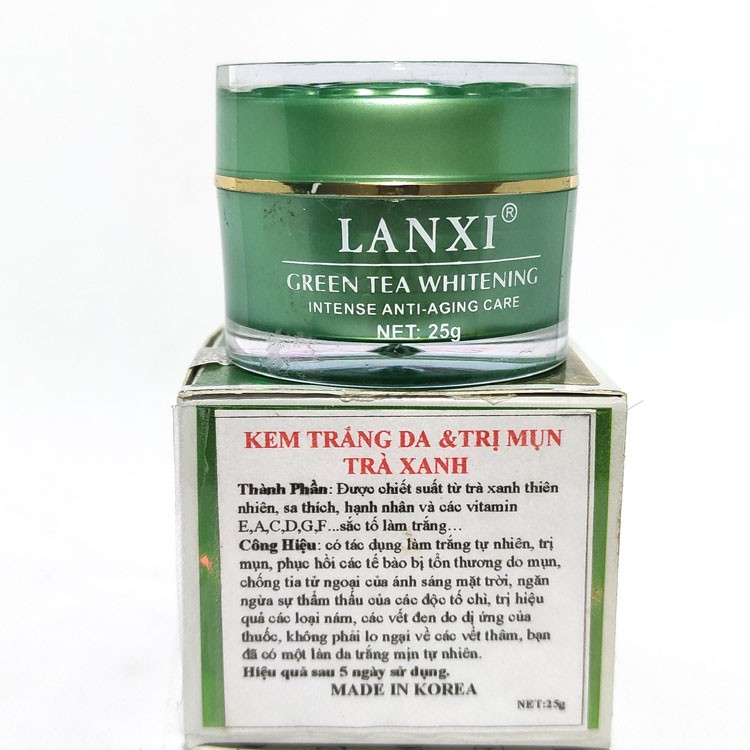 LANXI®
GREEN TEA WHITENING
INTENSE ANTI-AGING CARE
NET: 25g
KEM TRẮNG DA &TRỊ MỤN
TRÀ XANH
Thành Phần: Được chiết suất từ trà xanh thiên
nhiên, sa thích, hạnh nhân và các vitamin
E,A,C,D,G,F...sắc tố làm trắng...
Công Hiệu: có tác dụng làm trắng tự nhiên, trị
mụn, phục hồi các tế bào bị tổn thương do mụn,
chống tia tử ngoại của ánh sáng mặt trời, ngăn
ngừa sự thẩm thấu của các độc tố chì, trị hiệu
quả các loại nám, các vết đen do dị ứng của
thuốc, không phải lo ngại về các vết thâm, bạn
đã có một làn da trắng mịn tự nhiên.
Hiệu quả sau 5 ngày sử dụng.
MADE IN KOREA
NET:25g